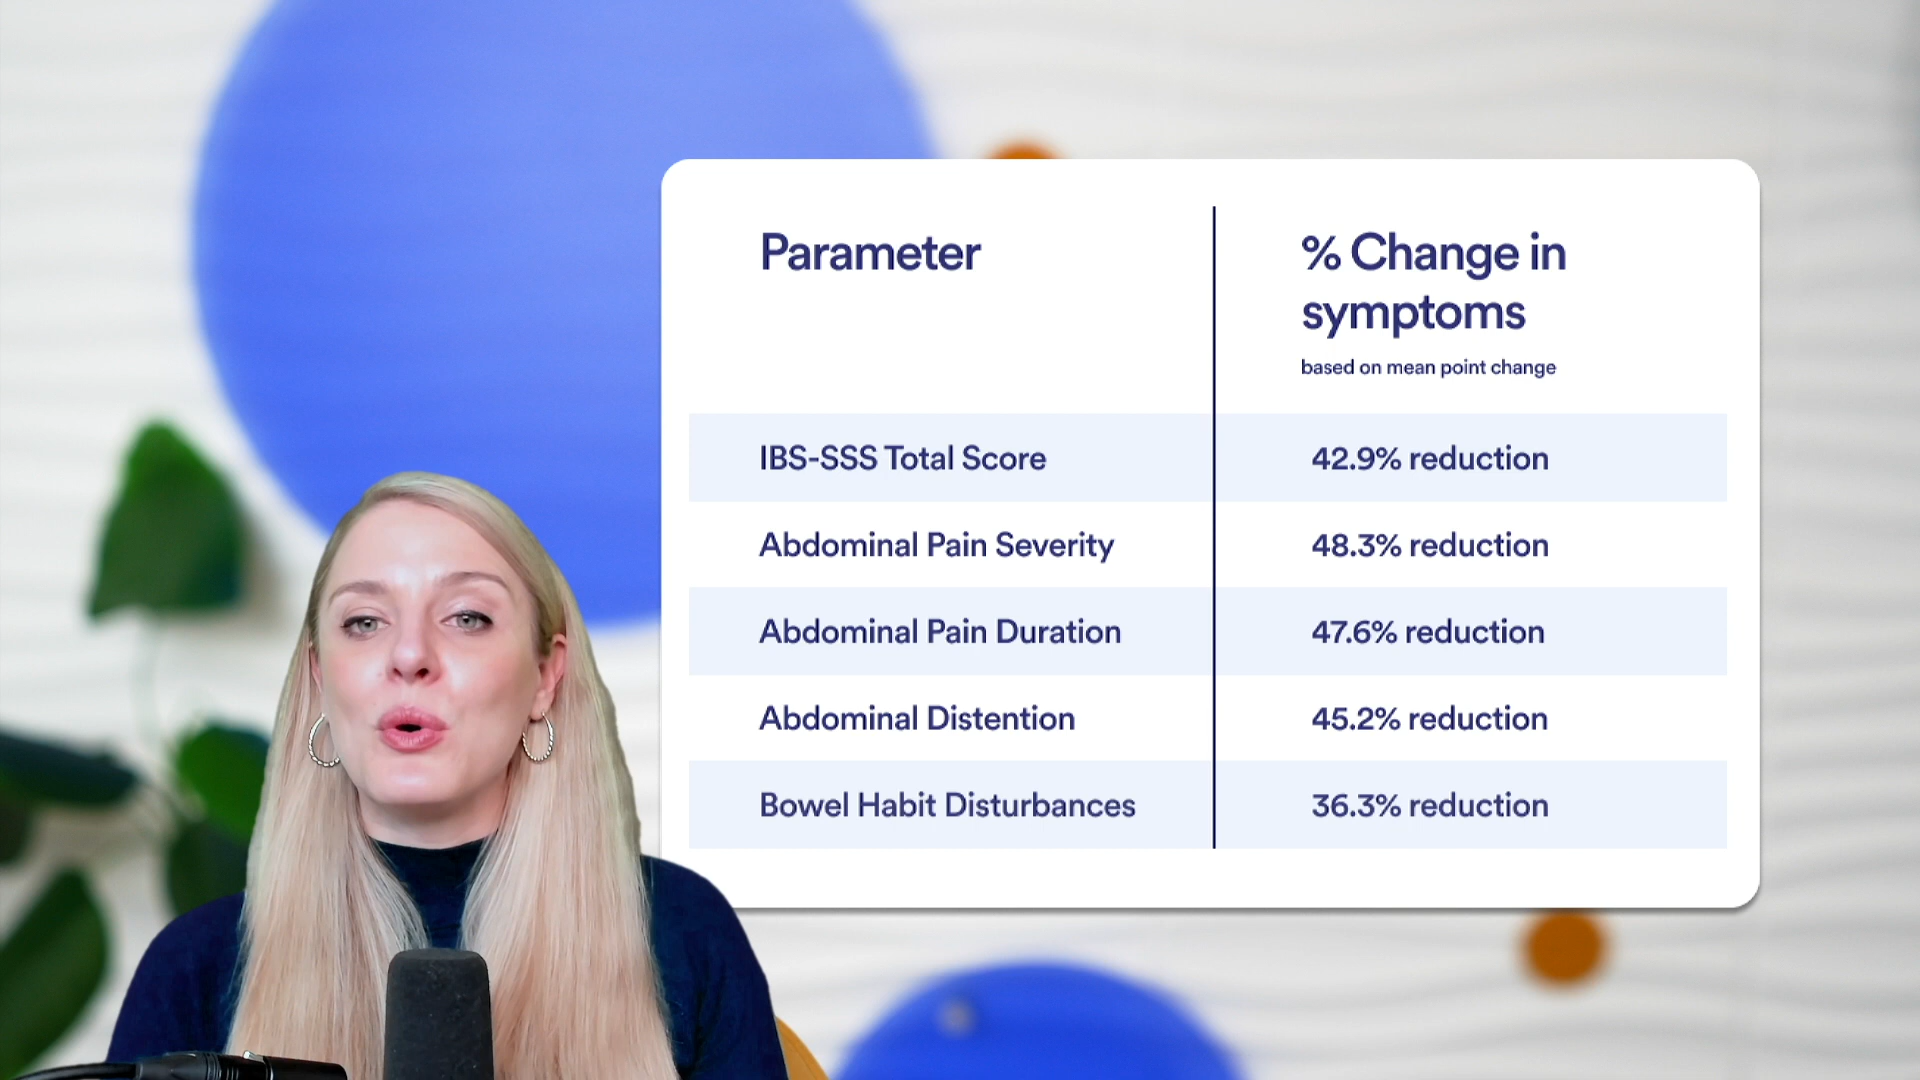 Parameter
% Change in
symptoms
based on mean point change
IBS-SSS Total Score
42.9% reduction
Abdominal Pain Severity
48.3% reduction
Abdominal Pain Duration
47.6% reduction
Abdominal Distention
45.2% reduction
Bowel Habit Disturbances
36.3% reduction